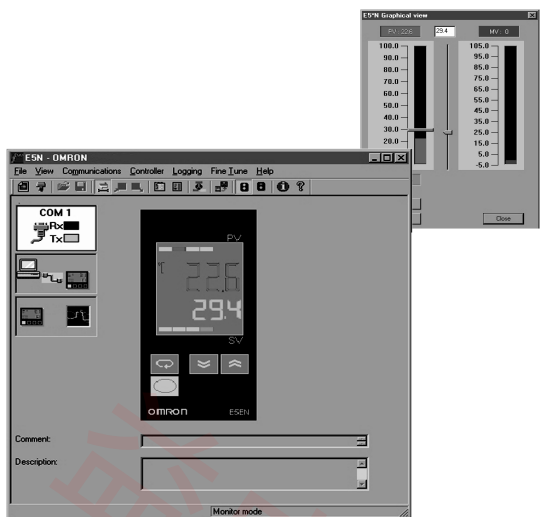 E5*N Graphical view
PV: 22.6
29.4
MV: 0
100.0
90.0
80.0
70.0
60.0
50.0
40.0
30.0
20.0
105.0
95.0
85.0
75.0
65.0
55.0
45.0
35.0
25.0
15.0
5.0
-5.0
Close
E5N - OMRON
File View Communications Controller Logging Fine Tune Help
COM 1
Rx
Tx
PV
22.6
29.4
SV
OMRON E5EN
Comment:
Description:
Monitor mode